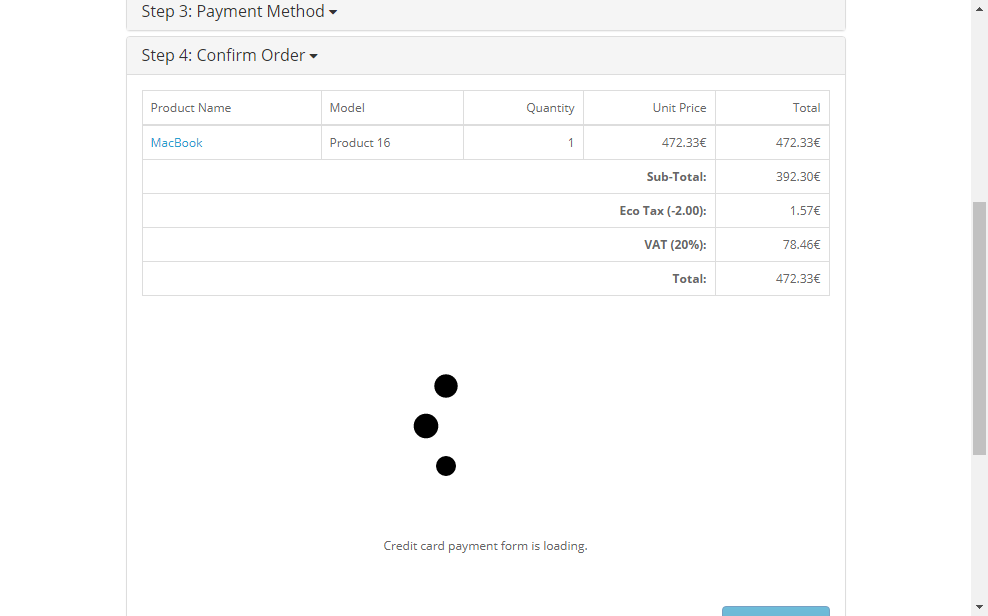 Step 3: Payment Method
Step 4: Confirm Order
Product Name Model Quantity Unit Price Total
MacBook Product 16 1 472.33€ 472.33€
Sub-Total: 392.30€
Eco Tax (-2.00): 1.57€
VAT (20%): 78.46€
Total: 472.33€
Credit card payment form is loading.